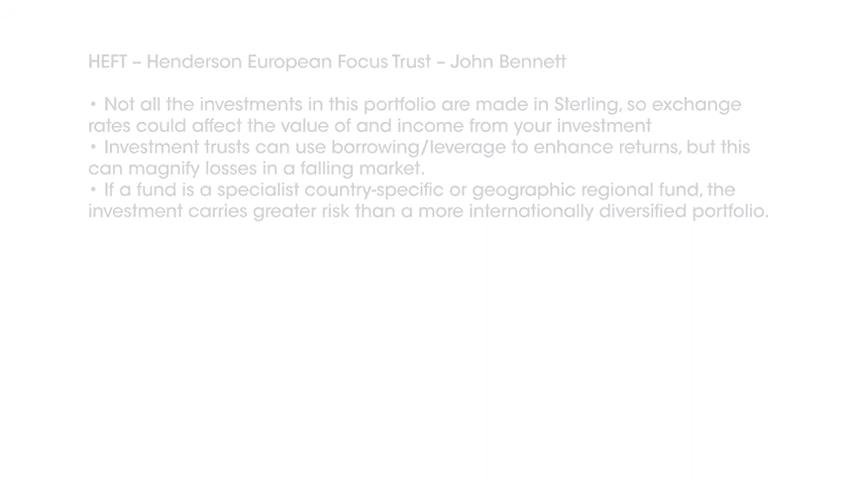 HEFT – Henderson European Focus Trust – John Bennett
• Not all the investments in this portfolio are made in Sterling, so exchange
rates could affect the value of and income from your investment
• Investment trusts can use borrowing/leverage to enhance returns, but this
can magnify losses in a falling market.
• If a fund is a specialist country-specific or geographic regional fund, the
investment carries greater risk than a more internationally diversified portfolio.